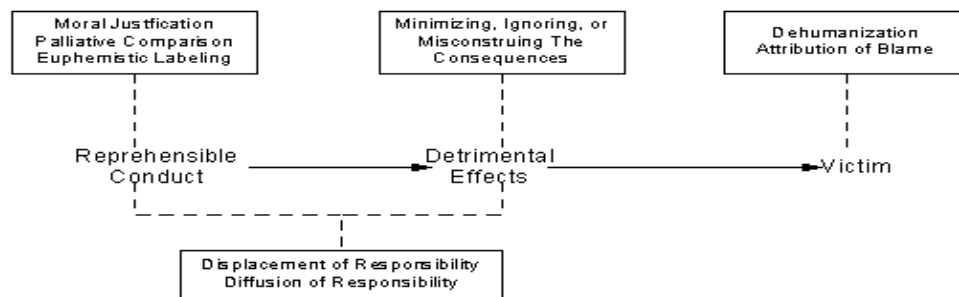 Moral Justfication
Palliative Comparison
Euphemistic Labeling
Minimizing, Ignoring, or
Misconstruing The
Consequences
Dehumanization
Attribution of Blame
Reprehensible
Conduct
Detrimental
Effects
Victim
Displacement of Responsibility
Diffusion of Responsibility